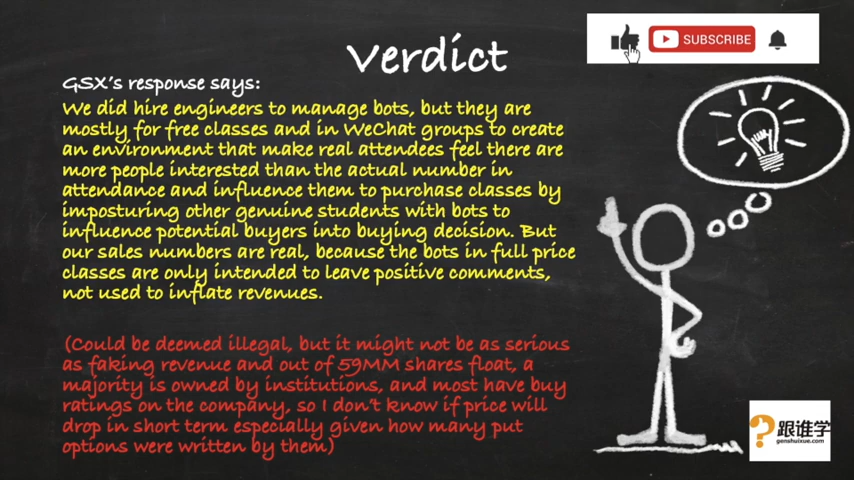 Verdict
SUBSCRIBE
GSX's response says:
We did hire engineers to manage bots, but they are
mostly for free classes and in WeChat groups to create
an environment that make real attendees feel there are
more people interested than the actual number in
attendance and influence them to purchase classes by
imposturing other genuine students with bots to
influence potential buyers into buying decision. But
our sales numbers are real, because the bots in full price
classes are only intended to leave positive comments,
not used to inflate revenues.
(Could be deemed illegal, but it might not be as serious
as faking revenue and out of 59MM shares float, a
majority is owned by institutions, and most have buy
ratings on the company, so I don't know if price will
drop in short term especially given how many put
options were written by them)
跟谁学
genshuixue.com